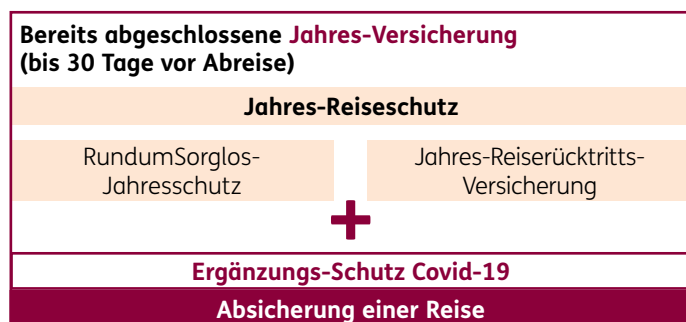 Bereits abgeschlossene Jahres-Versicherung
(bis 30 Tage vor Abreise)
Jahres-Reiseschutz
RundumSorglos-
Jahresschutz
Jahres-Reiserücktritts-
Versicherung
+
Ergänzungs-Schutz Covid-19
Absicherung einer Reise